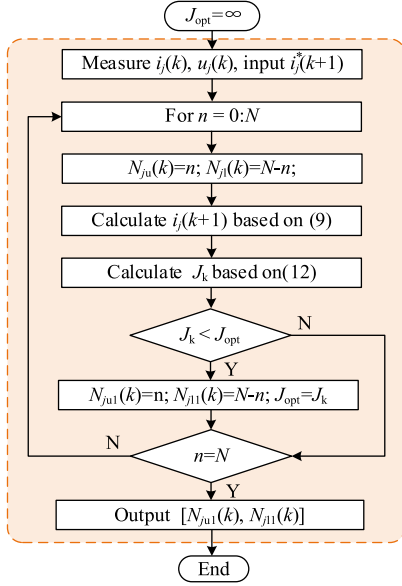 J_opt=∞
Measure i_j(k), u_j(k), input i_j^*(k+1)
For n = 0:N
N_ju(k)=n; N_jl(k)=N-n;
Calculate i_j(k+1) based on (9)
Calculate J_k based on(12)
J_k < J_opt
N
Y
N_ju1(k)=n; N_jl1(k)=N-n; J_opt=J_k
N
n=N
Y
Output [N_ju1(k), N_jl1(k)]
End